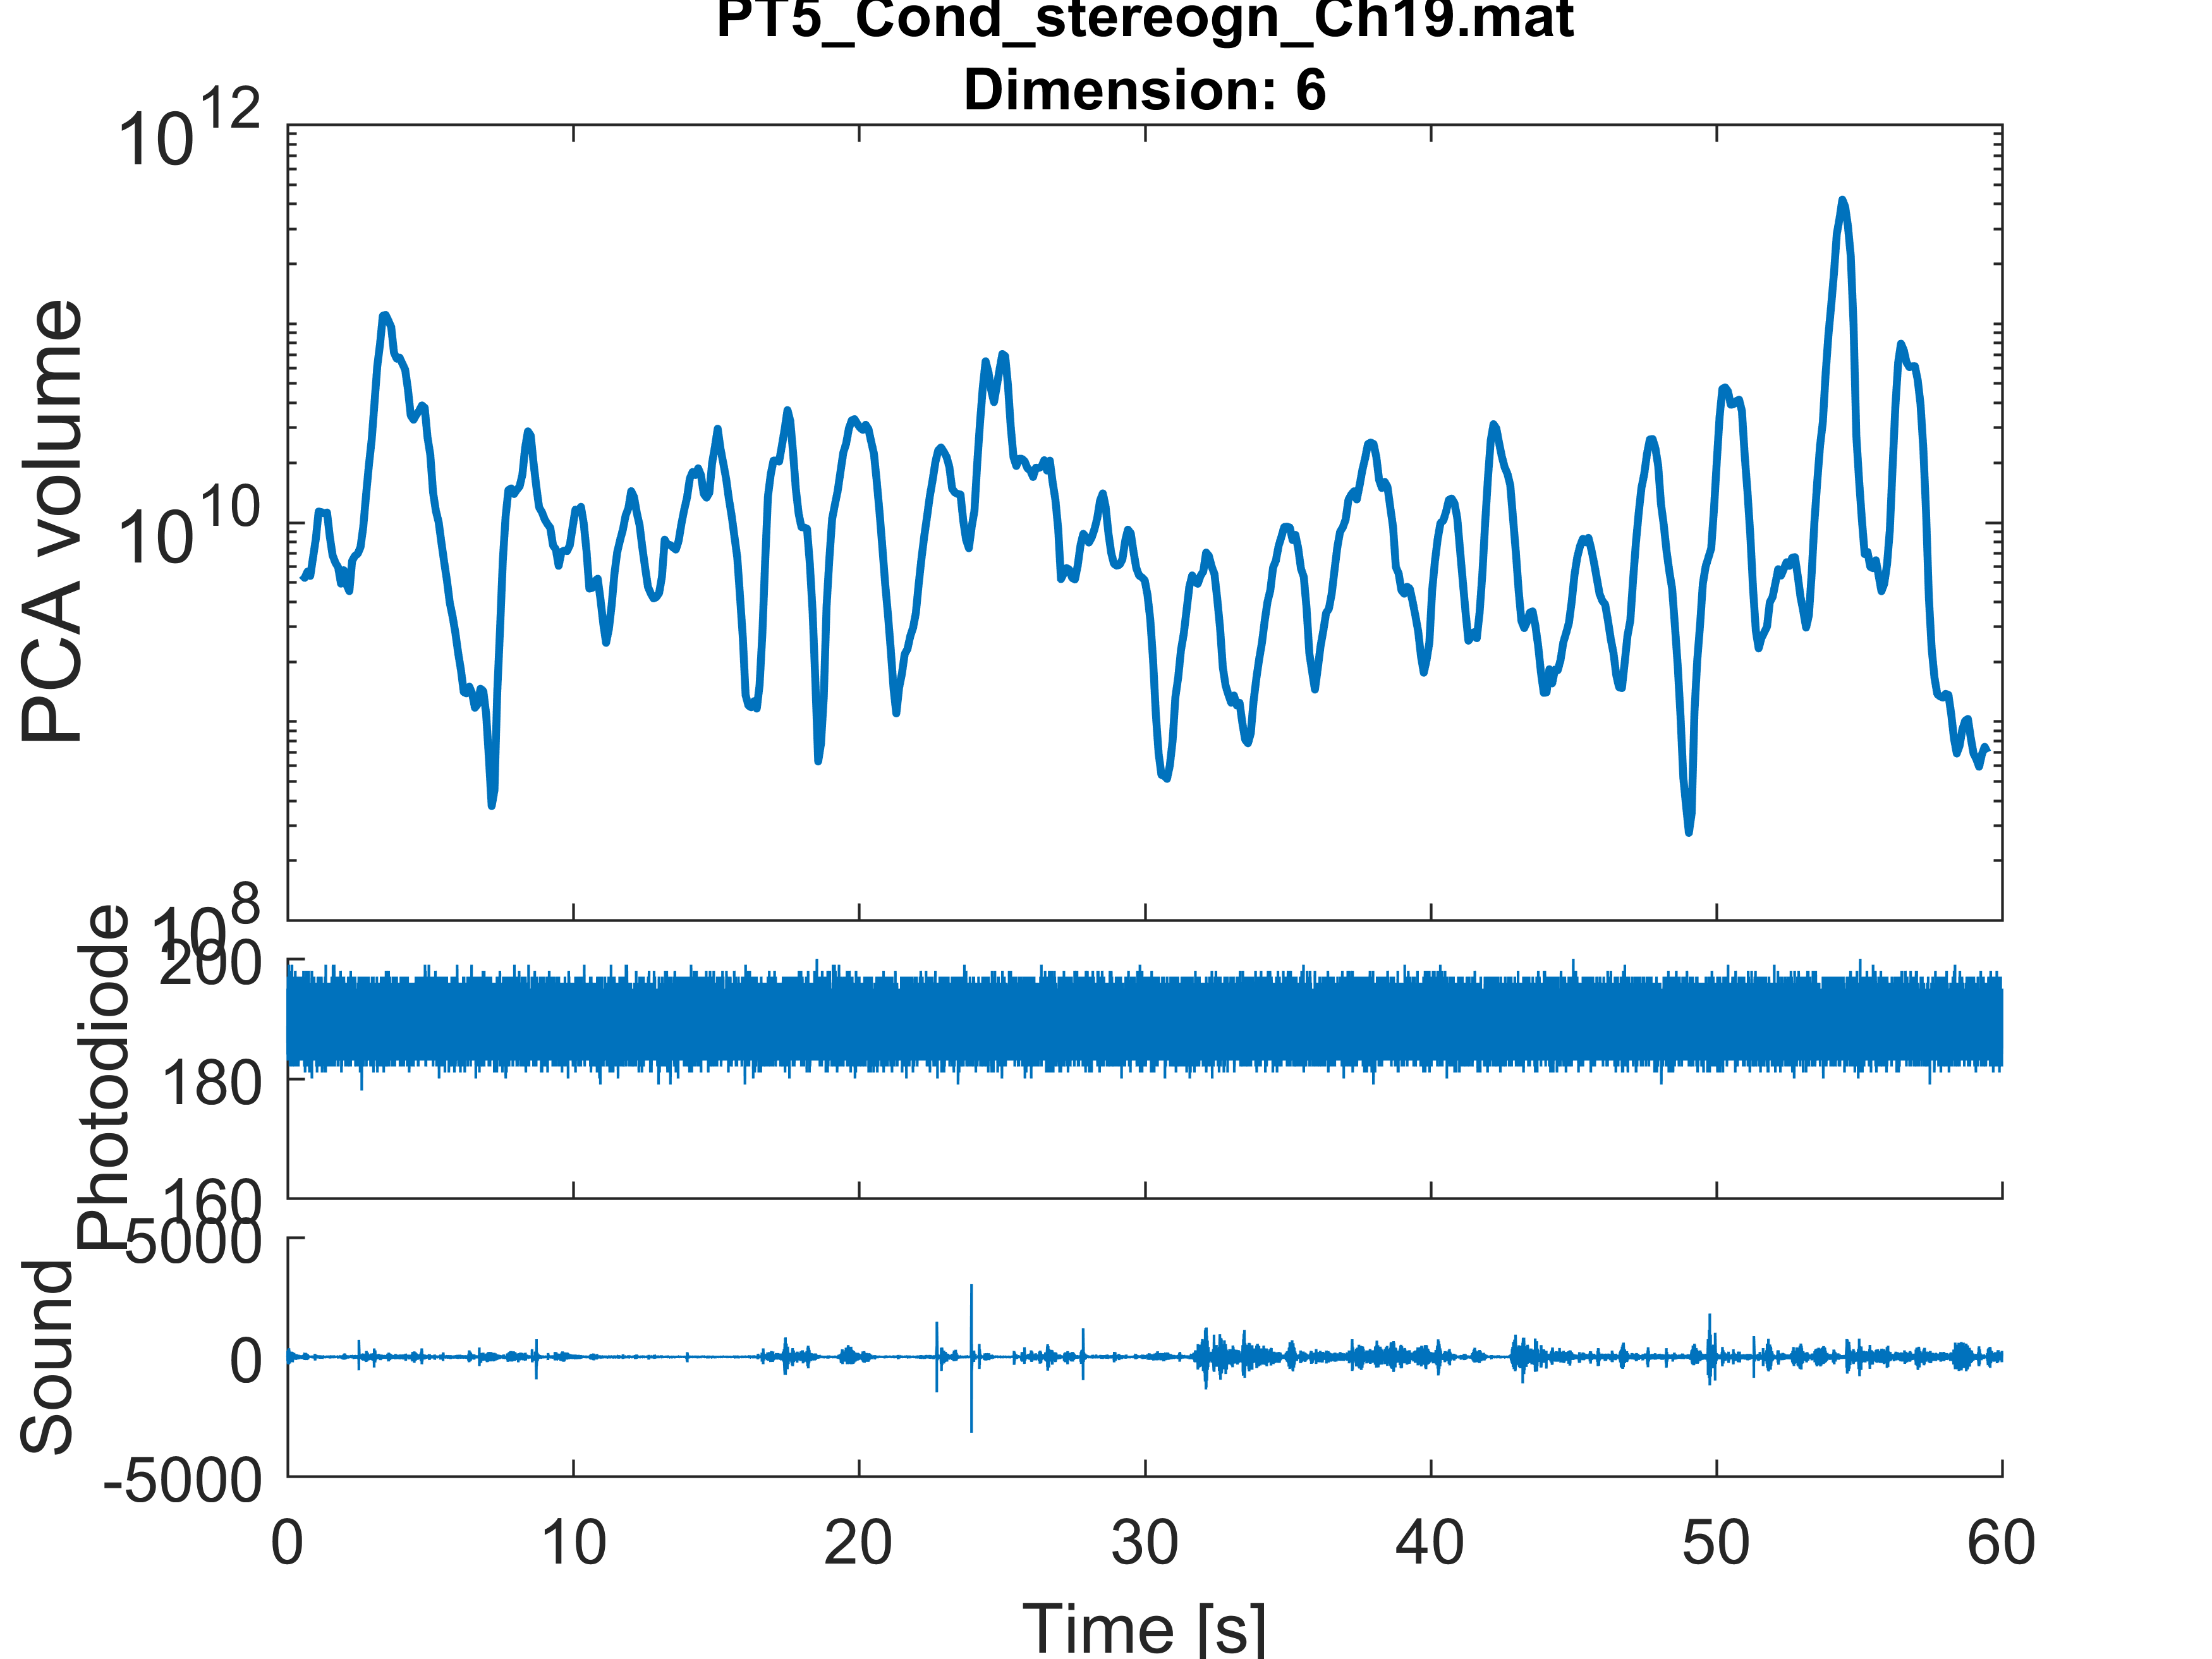 PT5_Cond_stereogn_Ch19.mat
Dimension: 6
PCA volume
10^12
10^10
10^8
Photodiode
200
180
160
Sound
5000
0
-5000
0 10 20 30 40 50 60
Time [s]